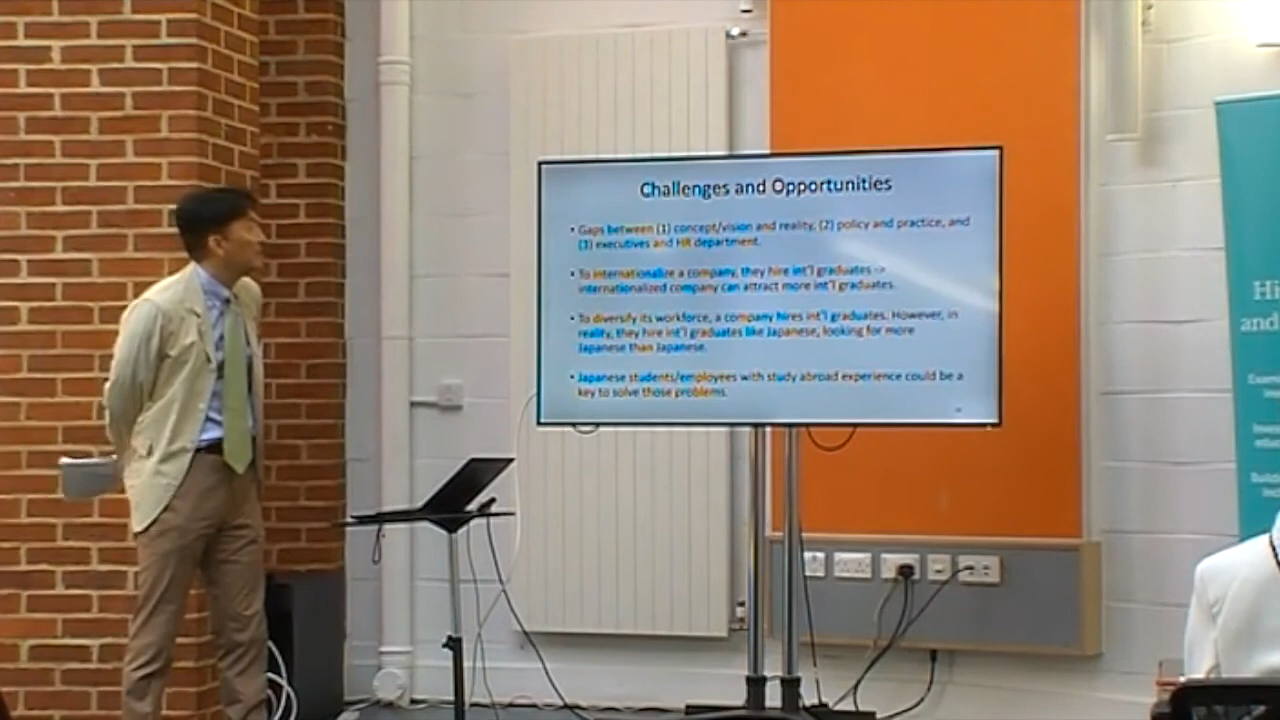 Challenges and Opportunities
• Gaps between (1) concept/vision and reality, (2) policy and practice, and
(3) executives and HR department.
• To internationalize a company, they hire int'l graduates ->
internationalized company can attract more int'l graduates.
• To diversify its workforce, a company hires int'l graduates. However, in
reality, they hire int'l graduates like Japanese, looking for more
Japanese than Japanese.
• Japanese students/employees with study abroad experience could be a
key to solve those problems.
and